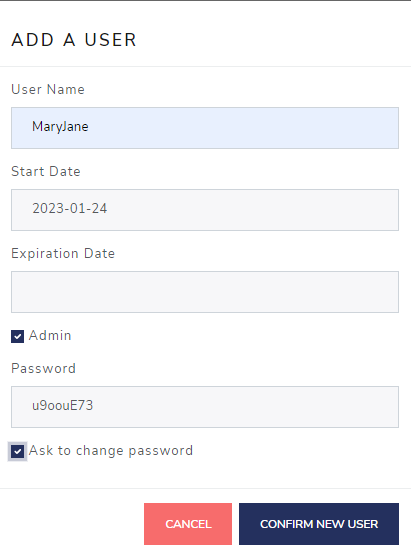 ADD A USER
User Name
MaryJane
Start Date
2023-01-24
Expiration Date
Admin
Password
u9oouE73
Ask to change password
CANCEL CONFIRM NEW USER